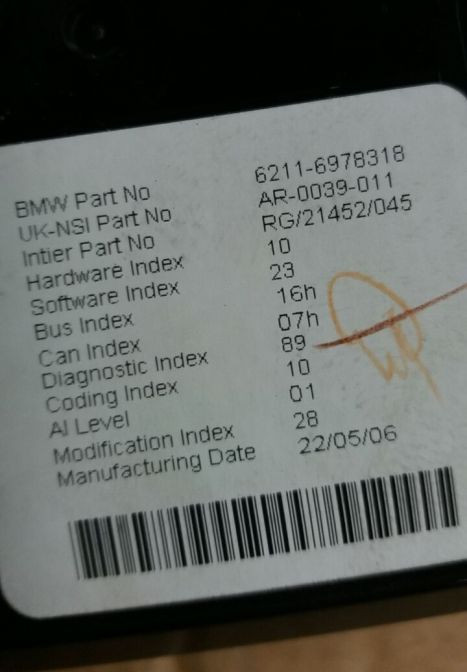 BMW Part No 6211-6978318
UK-NSI Part No AR-0039-011
Intier Part No RG/21452/045
Hardware Index 10
Software Index 23
Bus Index 16h
Can Index 07h
Diagnostic Index 89
Coding Index 10
AI Level 01
Modification Index 28
Manufacturing Date 22/05/06